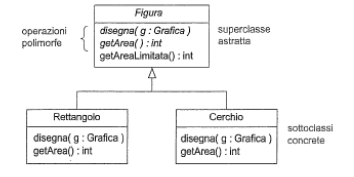 Figura
operazioni
polimorfe
disegna( g : Grafica )
getArea( ) : int
getAreaLimitata() : int
superclasse
astratta
Rettangolo
disegna( g : Grafica )
getArea() : int
Cerchio
disegna( g : Grafica )
getArea() : int
sottoclassi
concrete